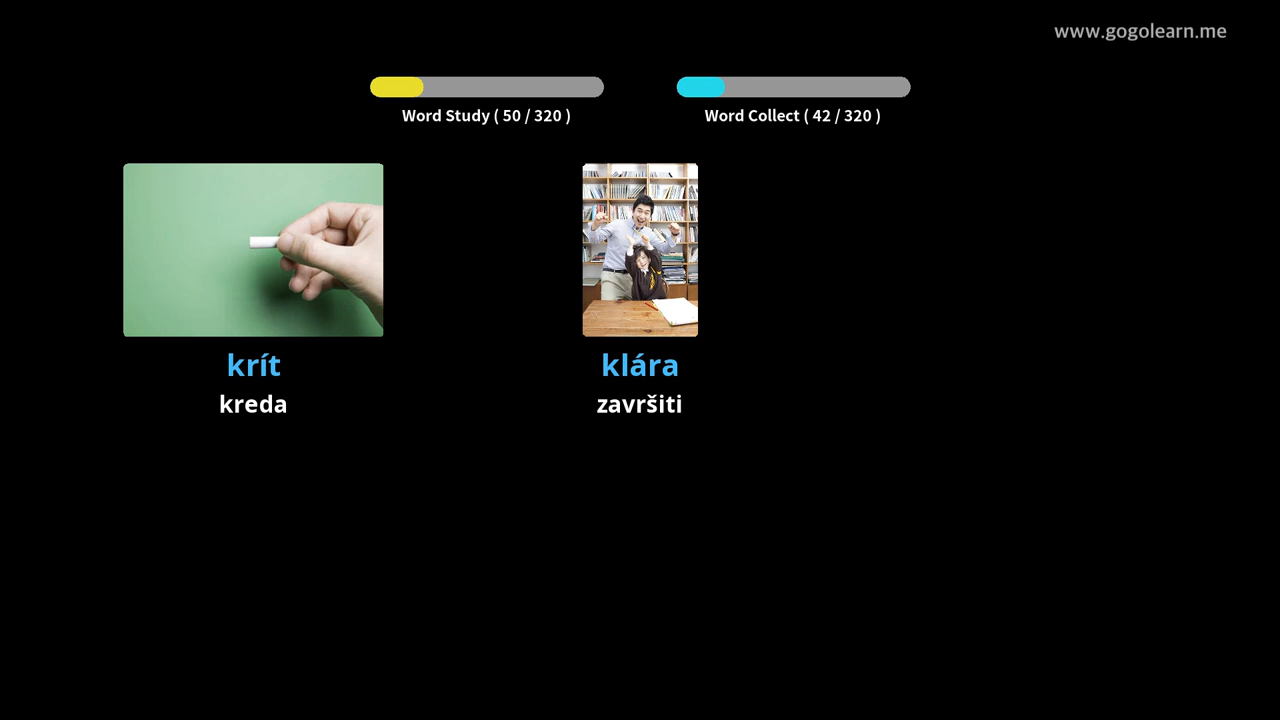 www.gogolearn.me
Word Study ( 50 / 320 )
Word Collect ( 42 / 320 )
krít
kreda
klára
završiti